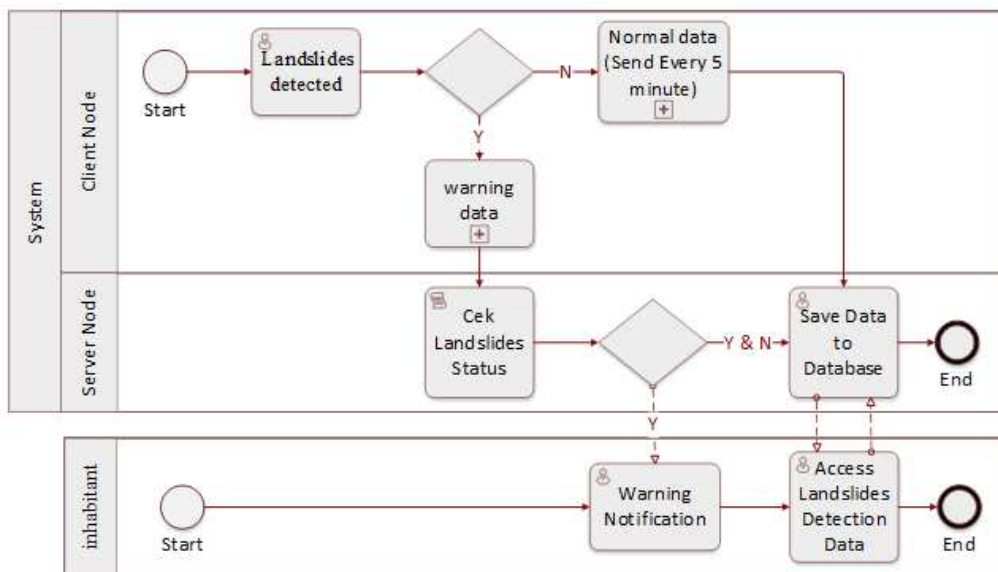 System
Client Node
Start
Landslides
detected
N
Y
Normal data
(Send Every 5
minute)
warning
data
Server Node
Cek
Landslides
Status
Y & N
Y
Save Data
to
Database
End
inhabitant
Start
Warning
Notification
Access
Landslides
Detection
Data
End